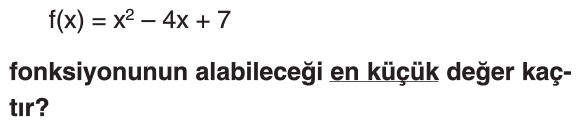 f(x) = x² – 4x + 7
fonksiyonunun alabileceği en küçük değer kaç-
tır?